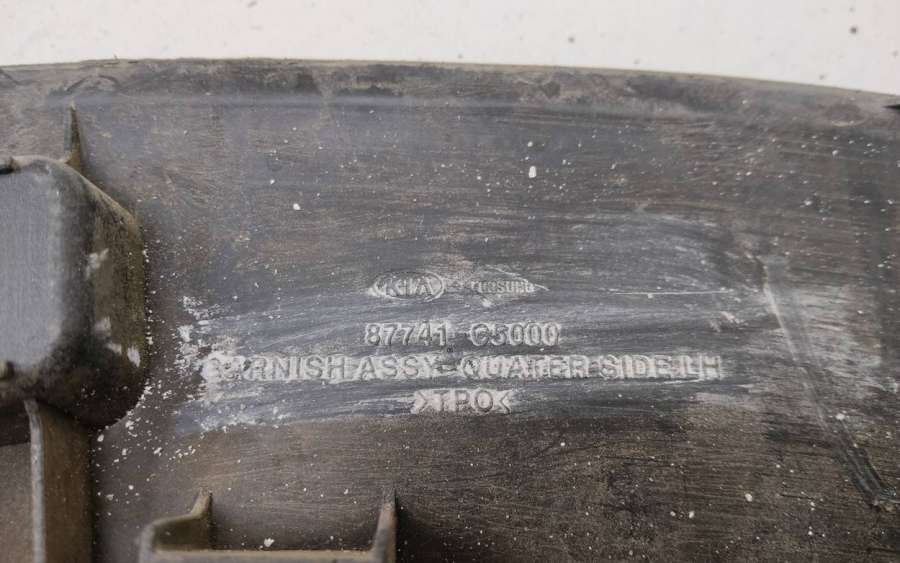 KIA
87741-C5000
GARNISH ASSY-QUATER SIDE LH
>TPO<